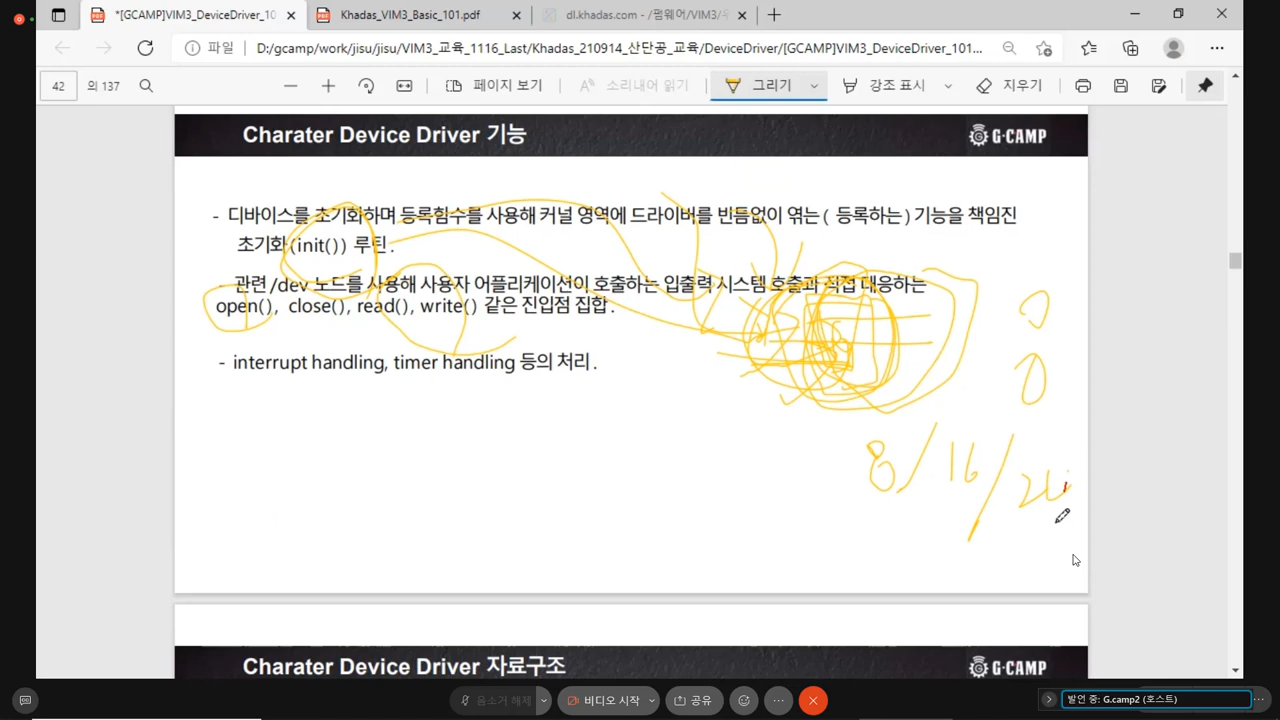 *[GCAMP]VIM3_DeviceDriver_10
Khadas_VIM3_Basic_101.pdf
dl.khadas.com - /펌웨어/VIM3/우
파일
D:/gcamp/work/jisu/jisu/VIM3_교육_1116_Last/Khadas_210914_산단공_교육/DeviceDriver/[GCAMP]VIM3_DeviceDriver_101...
42
의 137
페이지 보기
소리내어 읽기
그리기
강조 표시
지우기
Charater Device Driver 기능
G·CAMP
- 디바이스를 초기화하며 등록함수를 사용해 커널 영역에 드라이버를 빈틈없이 엮는( 등록하는 ) 기능을 책임진
초기화(init()) 루틴.
- 관련 /dev 노드를 사용해 사용자 어플리케이션이 호출하는 입출력 시스템 호출과 직접 대응하는
open(), close(), read(), write() 같은 진입점 집합.
- interrupt handling, timer handling 등의 처리.
8/16/
Charater Device Driver 자료구조
G·CAMP
음소거 해제
비디오 시작
공유
발언 중: G.camp2 (호스트)